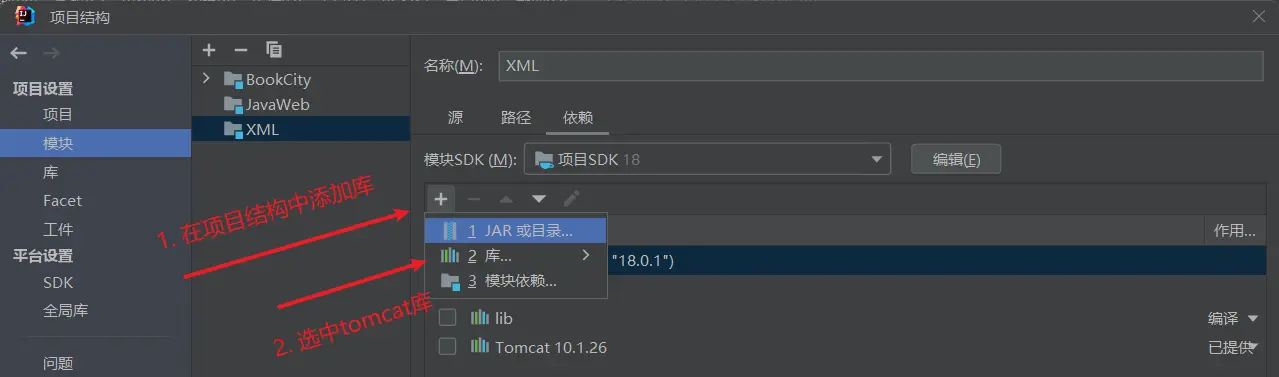 项目结构
项目设置
项目
模块
库
Facet
工件
平台设置
SDK
全局库
问题
BookCity
JavaWeb
XML
名称(M):
XML
源 路径 依赖
模块SDK (M):
项目SDK 18
编辑(E)
作用...
1 JAR 或目录...
2 库...
3 模块依赖...
"18.0.1")
lib
编译
Tomcat 10.1.26
已提供
1. 在项目结构中添加库
2. 选中tomcat库